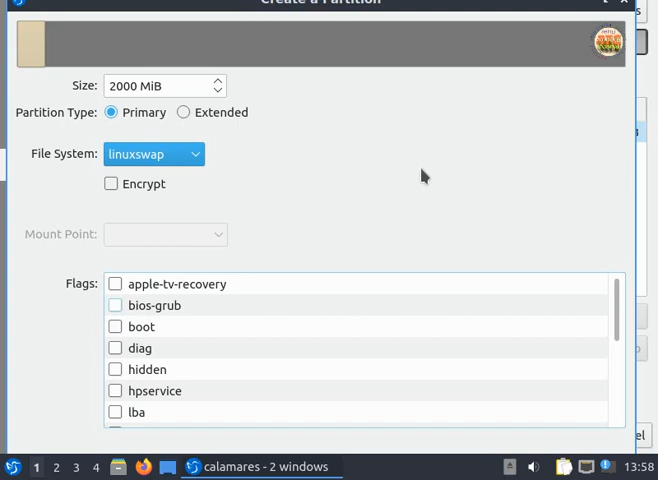 Create a Partition
Size: 2000 MiB
Partition Type: Primary Extended
File System: linuxswap
Encrypt
Mount Point:
Flags: apple-tv-recovery
bios-grub
boot
diag
hidden
hpservice
lba
1 2 3 4 calamares - 2 windows 13:58